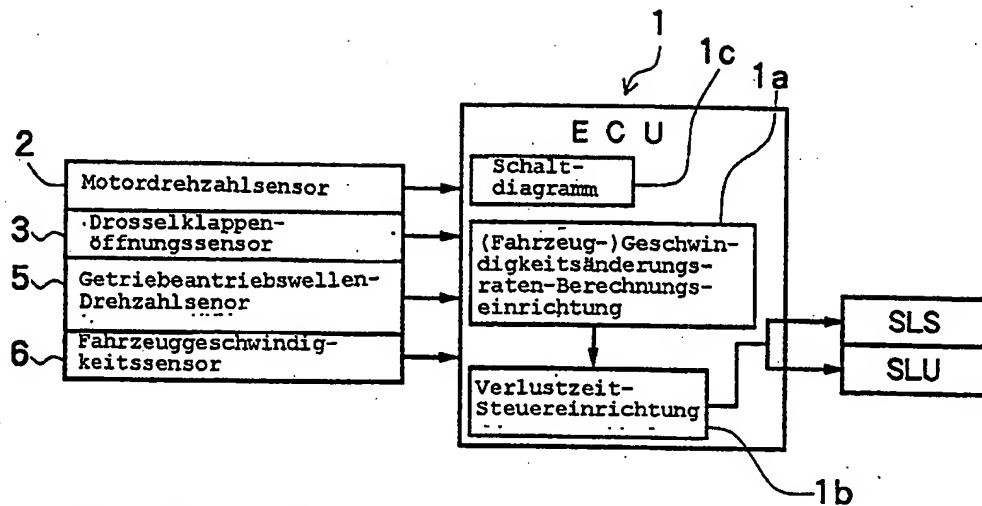 1
1c
1a
E C U
2
Motordrehzahlsensor
Schalt-
diagramm
3
Drosselklappen-
öffnungssensor
(Fahrzeug-)Geschwin-
digkeitsänderungs-
raten-Berechnungs-
einrichtung
5
Getriebeantriebswellen-
Drehzahlsenor
6
Fahrzeuggeschwindig-
keitssensor
Verlustzeit-
Steuereinrichtung
SLS
SLU
1b